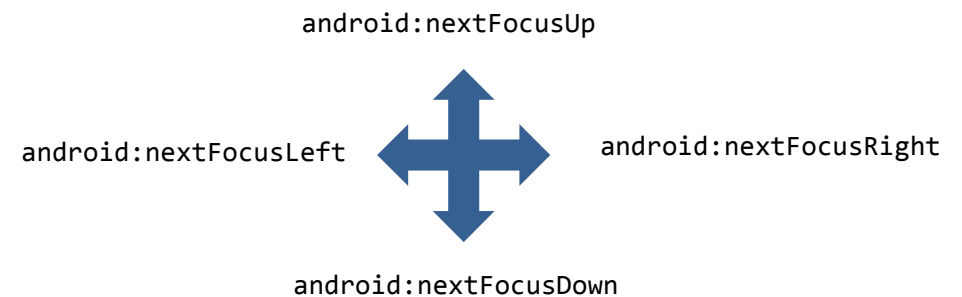 android:nextFocusUp
android:nextFocusLeft
android:nextFocusRight
android:nextFocusDown